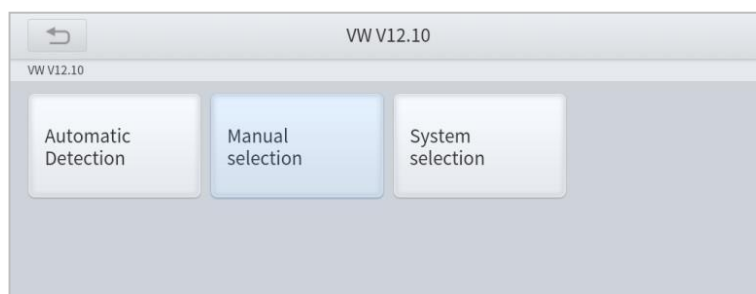 VW V12.10
VW V12.10
Automatic
Detection
Manual
selection
System
selection